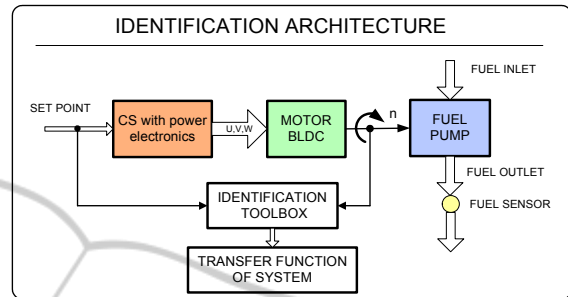 IDENTIFICATION ARCHITECTURE
FUEL INLET
SET POINT
CS with power
electronics
U,V,W
MOTOR
BLDC
n
FUEL
PUMP
FUEL OUTLET
IDENTIFICATION
TOOLBOX
FUEL SENSOR
TRANSFER FUNCTION
OF SYSTEM